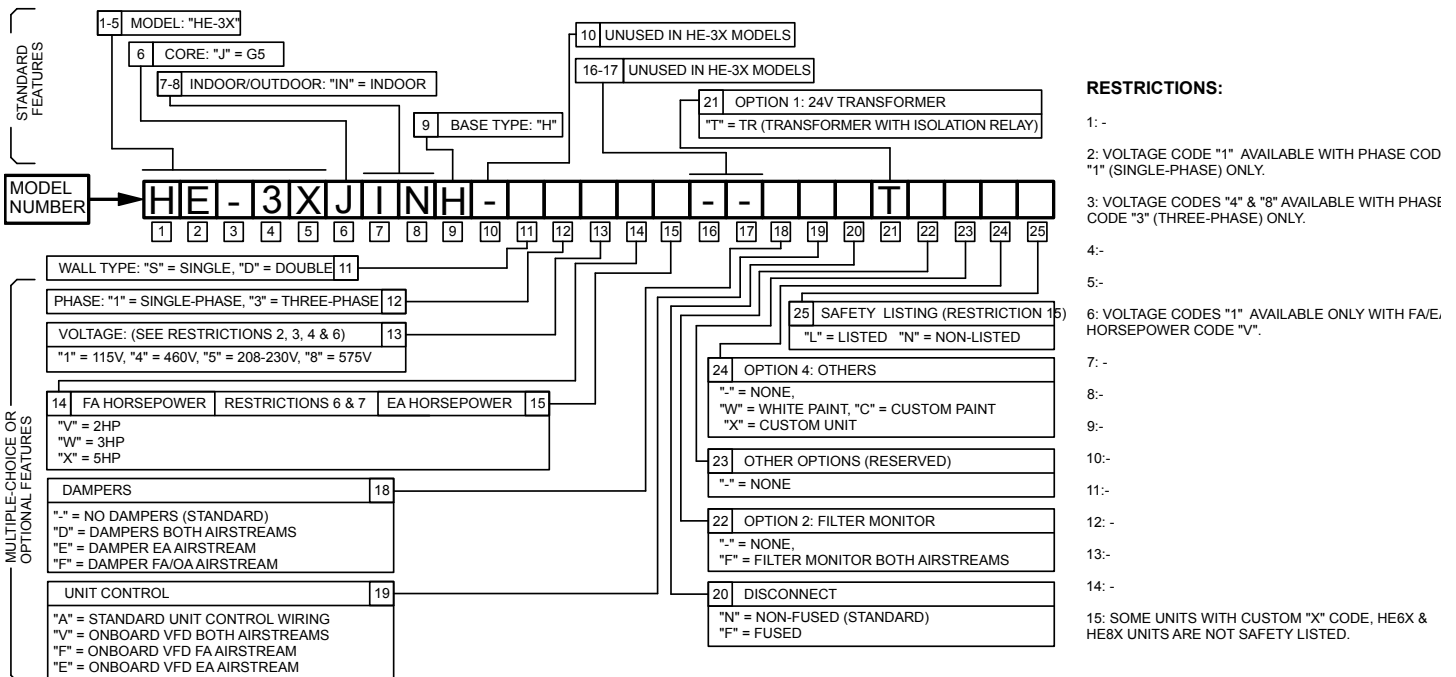 STANDARD
FEATURES
1-5 MODEL: "HE-3X"
6 CORE: "J" = G5
7-8 INDOOR/OUTDOOR: "IN" = INDOOR
9 BASE TYPE: "H"
10 UNUSED IN HE-3X MODELS
16-17 UNUSED IN HE-3X MODELS
21 OPTION 1: 24V TRANSFORMER
"T" = TR (TRANSFORMER WITH ISOLATION RELAY)
MODEL
NUMBER
H E - 3 X J I N H - - - T
1 2 3 4 5 6 7 8 9 10 11 12 13 14 15 16 17 18 19 20 21 22 23 24 25
MULTIPLE-CHOICE OR
OPTIONAL FEATURES
WALL TYPE: "S" = SINGLE, "D" = DOUBLE 11
PHASE: "1" = SINGLE-PHASE, "3" = THREE-PHASE 12
VOLTAGE: (SEE RESTRICTIONS 2, 3, 4 & 6) 13
"1" = 115V, "4" = 460V, "5" = 208-230V, "8" = 575V
14 FA HORSEPOWER RESTRICTIONS 6 & 7 EA HORSEPOWER 15
"V" = 2HP
"W" = 3HP
"X" = 5HP
DAMPERS 18
"-" = NO DAMPERS (STANDARD)
"D" = DAMPERS BOTH AIRSTREAMS
"E" = DAMPER EA AIRSTREAM
"F" = DAMPER FA/OA AIRSTREAM
UNIT CONTROL 19
"A" = STANDARD UNIT CONTROL WIRING
"V" = ONBOARD VFD BOTH AIRSTREAMS
"F" = ONBOARD VFD FA AIRSTREAM
"E" = ONBOARD VFD EA AIRSTREAM
25 SAFETY LISTING (RESTRICTION 15)
"L" = LISTED "N" = NON-LISTED
24 OPTION 4: OTHERS
"-" = NONE,
"W" = WHITE PAINT, "C" = CUSTOM PAINT
"X" = CUSTOM UNIT
23 OTHER OPTIONS (RESERVED)
"-" = NONE
22 OPTION 2: FILTER MONITOR
"-" = NONE,
"F" = FILTER MONITOR BOTH AIRSTREAMS
20 DISCONNECT
"N" = NON-FUSED (STANDARD)
"F" = FUSED
RESTRICTIONS:
1: -
2: VOLTAGE CODE "1" AVAILABLE WITH PHASE COD
"1" (SINGLE-PHASE) ONLY.
3: VOLTAGE CODES "4" & "8" AVAILABLE WITH PHASE
CODE "3" (THREE-PHASE) ONLY.
4:-
5:-
6: VOLTAGE CODES "1" AVAILABLE ONLY WITH FA/EA
HORSEPOWER CODE "V".
7: -
8:-
9:-
10:-
11:-
12: -
13:-
14: -
15: SOME UNITS WITH CUSTOM "X" CODE, HE6X &
HE8X UNITS ARE NOT SAFETY LISTED.